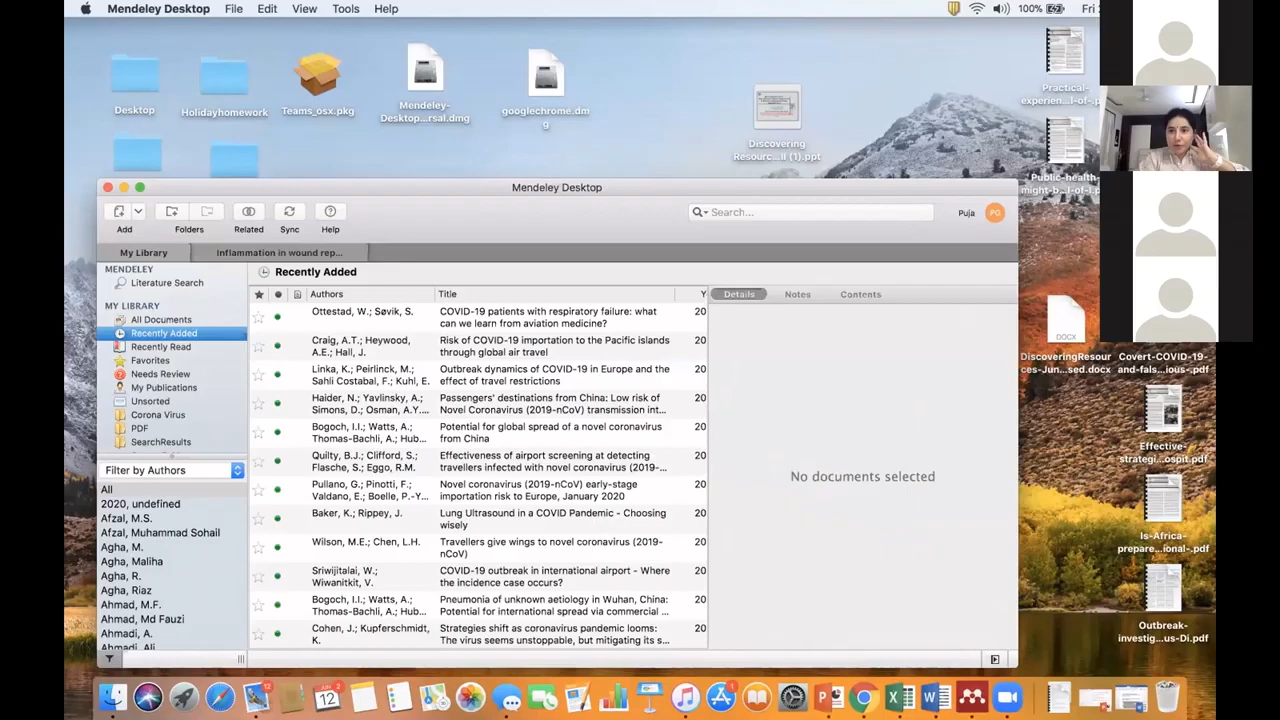 Mendeley Desktop File Edit View Tools Help
100% Fri
Desktop
Holidayhomework
Teams_osx.pkg
Mendeley-
Desktop...rsal.dmg
googlechrome.dm
g
Discovering
Resourc...ll (1).ppt
Practical-
experien...l-of-.p
Public-health-
might-b...l-of-l.p
Mendeley Desktop
Add Folders Related Sync Help
Search...
Puja PG
My Library
Inflammation in wound rep...
MENDELEY
Literature Search
MY LIBRARY
All Documents
Recently Added
Recently Read
Favorites
Needs Review
My Publications
Unsorted
Corona Virus
PDF
SearchResults
Filter by Authors
All
2020, undefined
Afzal, M.S.
Afzal, Muhammad Sohail
Agha, M.
Agha, Maliha
Agha, R.
Agha, Riaz
Ahmad, M.F.
Ahmad, Md Fauzi
Ahmadi, A.
Ahmadi, Ali
Recently Added
Authors Title Y
Ottestad, W.; Søvik, S. COVID-19 patients with respiratory failure: what 20
can we learn from aviation medicine?
Craig, A.; Heywood, Risk of COVID-19 importation to the Pacific islands 20
A.E.; Hall, J. through global air travel
Linka, K.; Peirlinck, M.; Outbreak dynamics of COVID-19 in Europe and the 20
Sahli Costabal, F.; Kuhl, E. effect of travel restrictions
Haider, N.; Yavlinsky, A.; Passengers' destinations from China: Low risk of 20
Simons, D.; Osman, A.Y.... Novel Coronavirus (2019-nCoV) transmission int...
Bogoch, I.I.; Watts, A.; Potential for global spread of a novel coronavirus 20
Thomas-Bachli, A.; Hub... from China
Quilty, B.J.; Clifford, S.; Effectiveness of airport screening at detecting 20
Flasche, S.; Eggo, R.M. travellers infected with novel coronavirus (2019-...
Pullano, G.; Pinotti, F.; Novel coronavirus (2019-nCoV) early-stage 20
Valdano, E.; Boelle, P.-Y... importation risk to Europe, January 2020
Baker, K.; Rippey, J. Lung Ultrasound in a COVID Pandemic - Choosing 20
wisely
Wilson, M.E.; Chen, L.H. Travellers give wings to novel coronavirus (2019- 20
nCoV)
Sriwijitalai, W.; COVID-19 outbreak in international airport - Where 20
Wiwanitkit, V. the incidence case occurs?
Bogoch, I.I.; Watts, A.; Pneumonia of unknown aetiology in Wuhan, China: 20
Thomas-Bachli, A.; Hub... Potential for international spread via commercial ...
Cohen, J.; Kupferschmidt, Strategies shift as coronavirus pandemic looms: 20
K. The virus seems unstoppable, but mitigating its s...
Details Notes Contents
No documents selected
DOCX
DiscoveringResour
ces-Jun...sed.docx
Covert-COVID-19-
and-fals...ious-.pdf
Effective-
strategi...ospit.pdf
Is-Africa-
prepare...ional-.pdf
Outbreak-
investig...us-Di.pdf
JUN
12